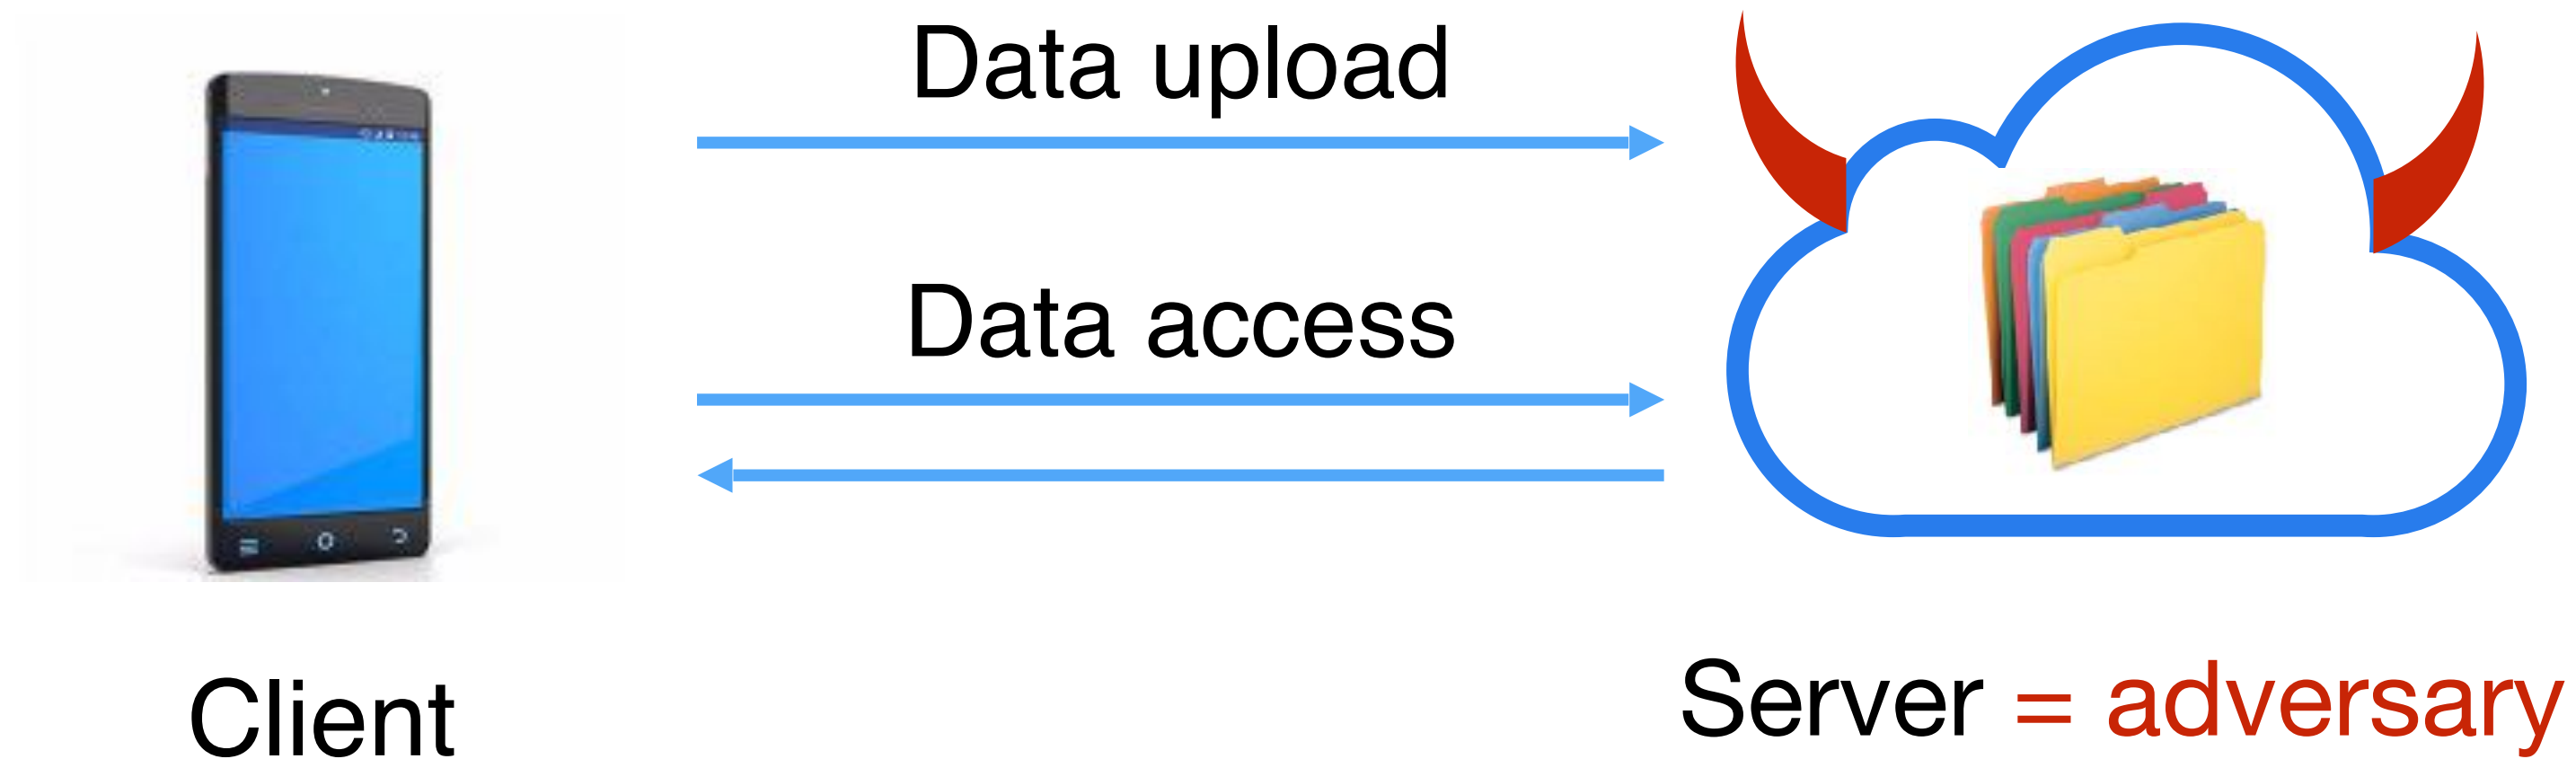 Data upload
Data access
Client
Server = adversary